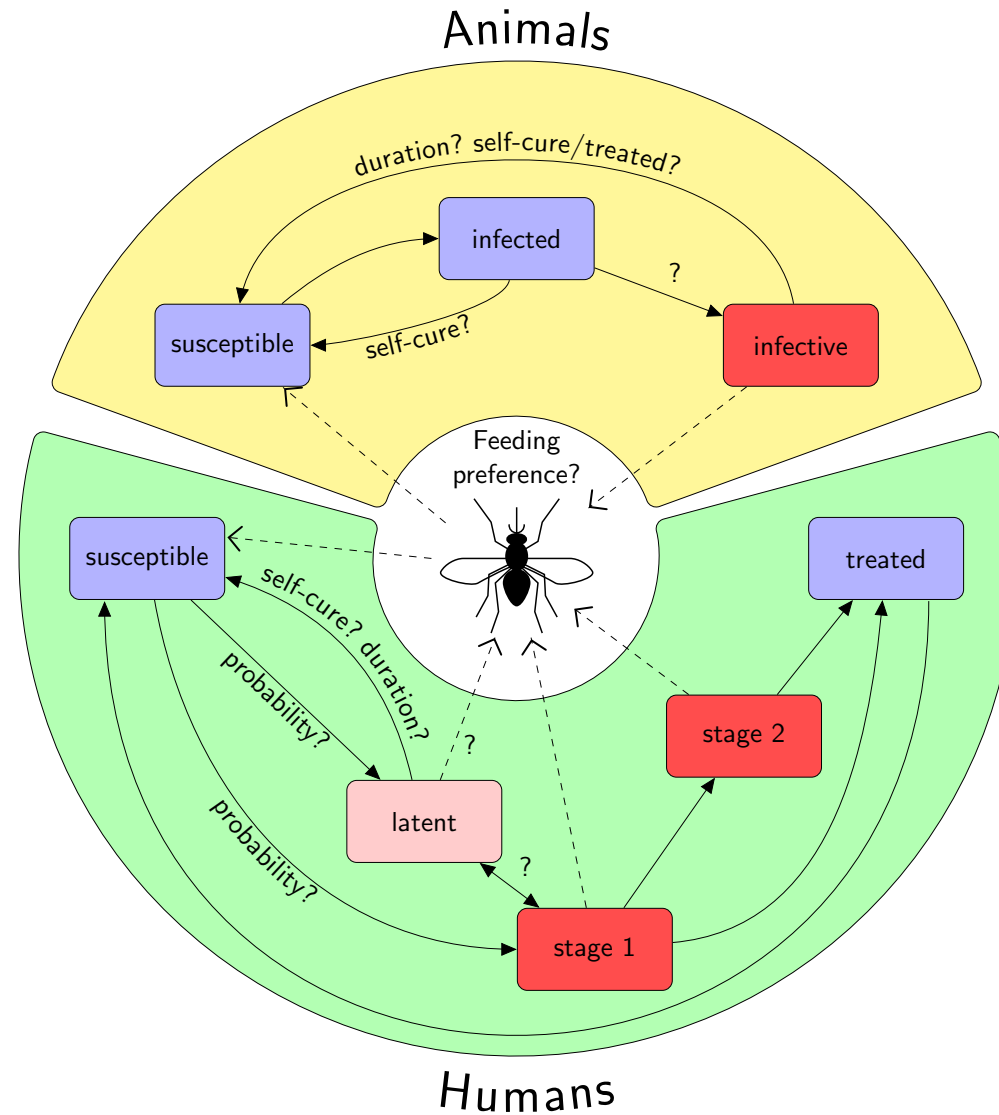 Animals
duration? self-cure/treated?
infected
?
susceptible
self-cure?
infective
Feeding
preference?
susceptible
treated
self-cure? duration?
probability?
stage 2
?
latent
probability?
?
stage 1
Humans